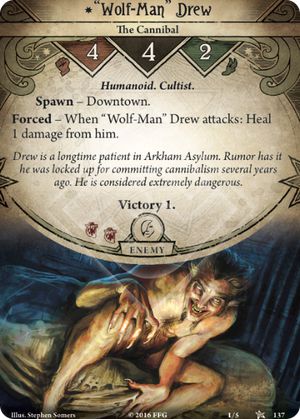 "Wolf-Man" Drew
The Cannibal
4 4 2
Humanoid. Cultist.
Spawn – Downtown.
Forced – When "Wolf-Man" Drew attacks: Heal
1 damage from him.
Drew is a longtime patient in Arkham Asylum. Rumor has it
he was locked up for committing cannibalism several years
ago. He is considered extremely dangerous.
Victory 1.
ENEMY
Illus. Stephen Somers © 2016 FFG 1/5 137